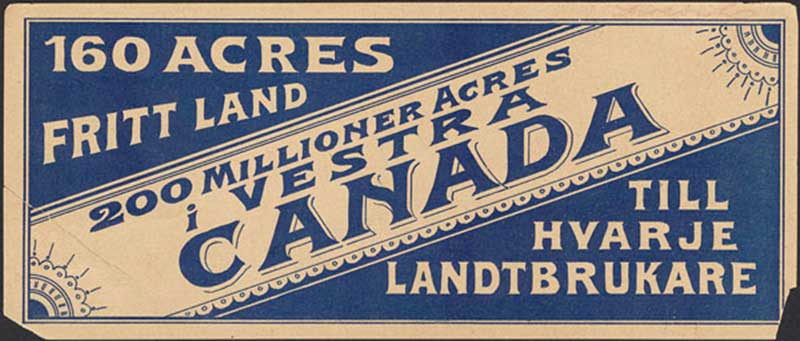 160 ACRES
FRITT LAND
200 MILLIONER ACRES
i VESTRA
CANADA
TILL
HVARJE
LANDTBRUKARE